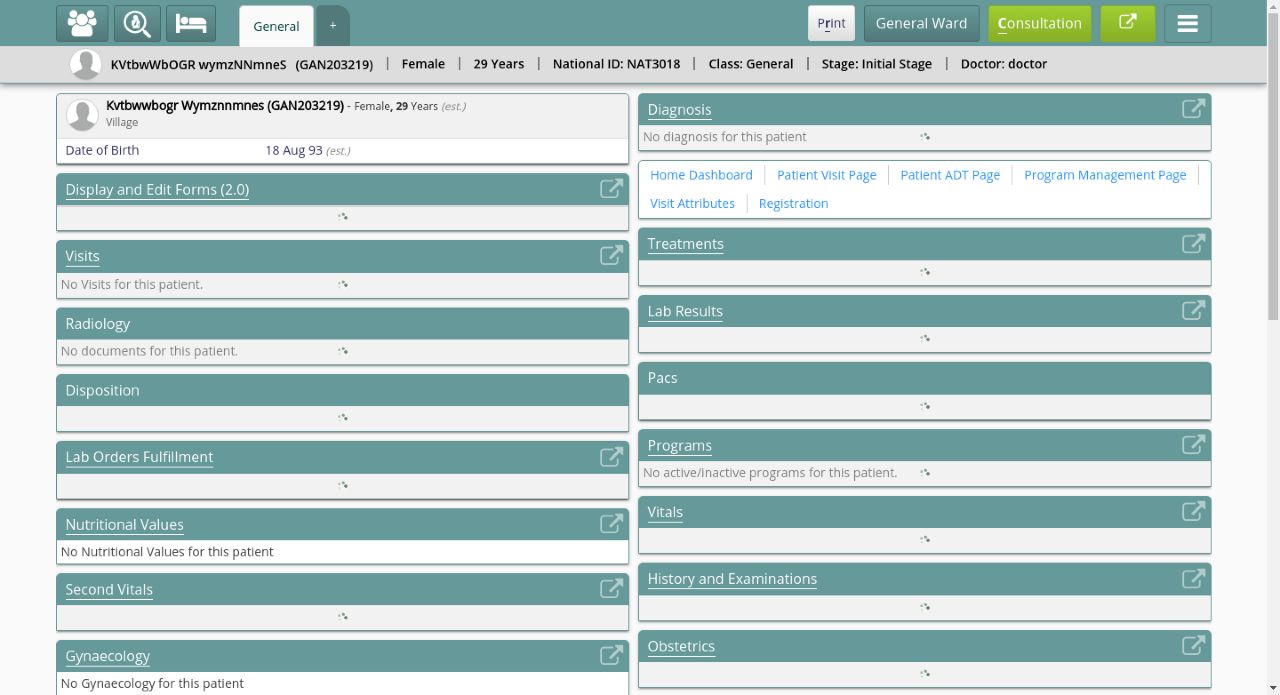 General
+
Print
General Ward
Consultation
KVtbwWbOGR wymzNNmneS (GAN203219) | Female | 29 Years | National ID: NAT3018 | Class: General | Stage: Initial Stage | Doctor: doctor
Kvtbwwbogr Wymznnmnes (GAN203219) - Female, 29 Years (est.)
Village
Date of Birth 18 Aug 93 (est.)
Display and Edit Forms (2.0)
Visits
No Visits for this patient.
Radiology
No documents for this patient.
Disposition
Lab Orders Fulfillment
Nutritional Values
No Nutritional Values for this patient
Second Vitals
Gynaecology
No Gynaecology for this patient
Diagnosis
No diagnosis for this patient
Home Dashboard | Patient Visit Page | Patient ADT Page | Program Management Page |
Visit Attributes | Registration
Treatments
Lab Results
Pacs
Programs
No active/inactive programs for this patient.
Vitals
History and Examinations
Obstetrics